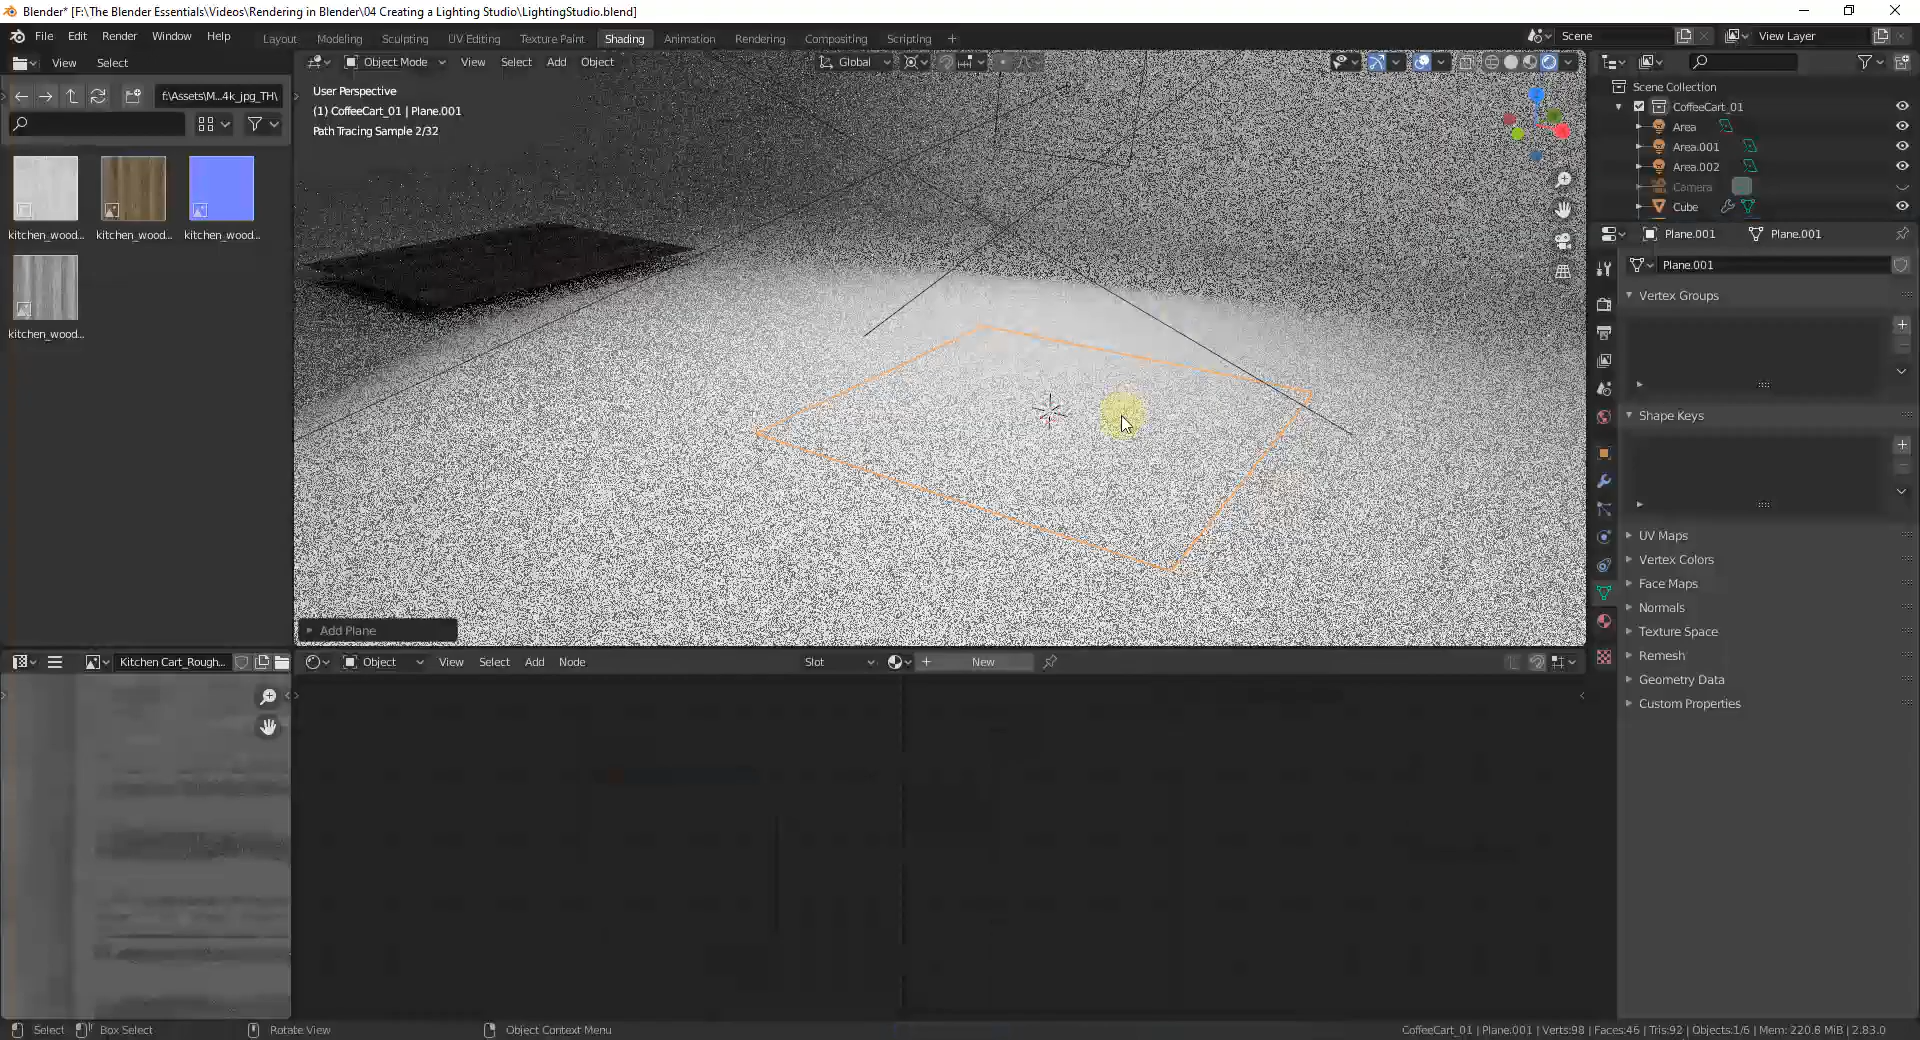 Blender* [F:\The Blender Essentials\Videos\Rendering in Blender\04 Creating a Lighting Studio\LightingStudio.blend]
File Edit Render Window Help
Layout Modeling Sculpting UV Editing Texture Paint Shading Animation Rendering Compositing Scripting +
Scene
View Layer
View Select
Object Mode View Select Add Object
Global
f:\Assets\M...4k_jpg_TH\
User Perspective
(1) CoffeeCart_01 | Plane.001
Path Tracing Sample 2/32
kitchen_wood... kitchen_wood... kitchen_wood...
kitchen_wood...
Scene Collection
CoffeeCart_01
Area
Area.001
Area.002
Camera
Cube
Plane.001 Plane.001
Plane.001
Vertex Groups
Shape Keys
UV Maps
Vertex Colors
Face Maps
Normals
Texture Space
Remesh
Geometry Data
Custom Properties
Add Plane
Kitchen Cart_Rough...
Object View Select Add Node
Slot
New
Select Box Select Rotate View Object Context Menu
CoffeeCart_01 | Plane.001 | Verts:98 | Faces:46 | Tris:92 | Objects:1/6 | Mem: 220.6 MiB | 2.83.0